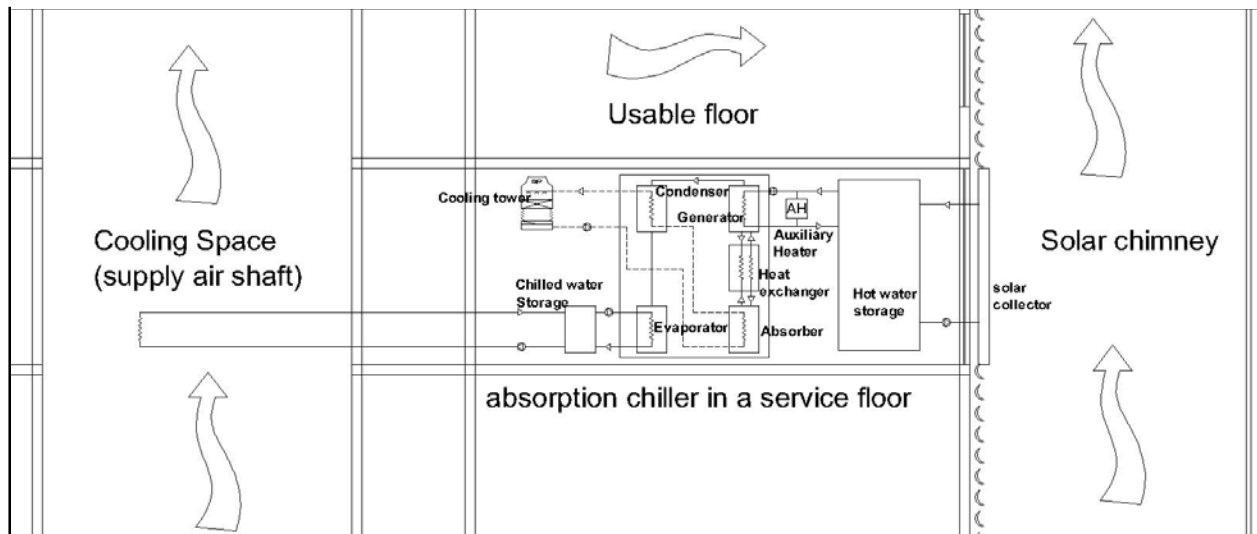 Usable floor
Cooling tower
Condenser
Generator
AH
Auxiliary
Heater
Cooling Space
(supply air shaft)
Solar chimney
Chilled water
Storage
Heat
exchanger
Hot water
storage
solar
collector
Evaporator
Absorber
absorption chiller in a service floor